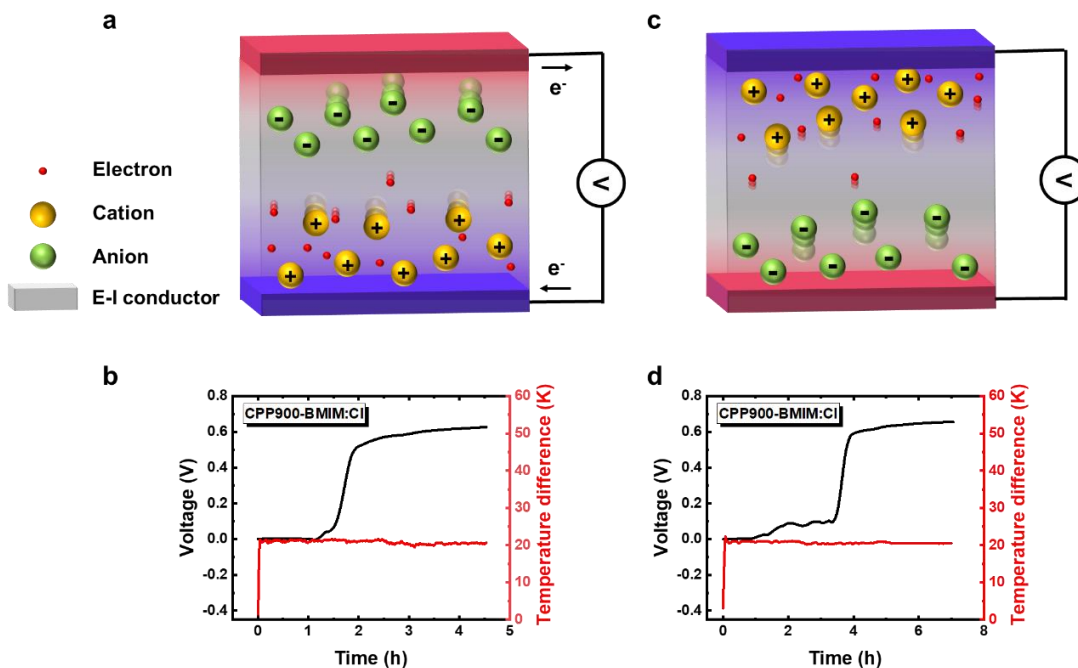 a
e-
Electron
Cation
Anion
E-I conductor
V
e-
c
V
b
CPP900-BMIM:Cl
Voltage (V)
0.8
0.6
0.4
0.2
0.0
-0.2
-0.4
Temperature difference (K)
60
50
40
30
20
10
0
0 1 2 3 4 5
Time (h)
d
CPP900-BMIM:Cl
Voltage (V)
0.8
0.6
0.4
0.2
0.0
-0.2
-0.4
Temperature difference (K)
60
50
40
30
20
10
0
0 2 4 6 8
Time (h)